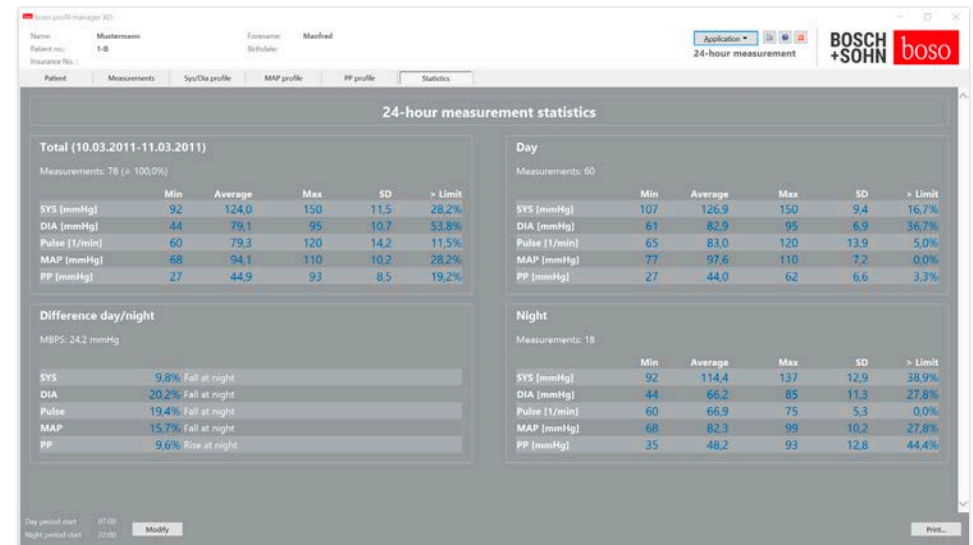 boso profil-manager XD
Name: Mustermann Forename: Manfred
Patient no.: 1-B Birthdate:
Insurance No. :
Application
24-hour measurement
BOSCH
+SOHN
boso
Patient Measurements Sys/Dia profile MAP profile PP profile Statistics
24-hour measurement statistics
Total (10.03.2011-11.03.2011)
Measurements: 78 (≙ 100,0%)
Min Average Max SD > Limit
SYS [mmHg] 92 124,0 150 11,5 28,2%
DIA [mmHg] 44 79,1 95 10,7 53,8%
Pulse [1/min] 60 79,3 120 14,2 11,5%
MAP [mmHg] 68 94,1 110 10,2 28,2%
PP [mmHg] 27 44,9 93 8,5 19,2%
Day
Measurements: 60
Min Average Max SD > Limit
SYS [mmHg] 107 126,9 150 9,4 16,7%
DIA [mmHg] 61 82,9 95 6,9 36,7%
Pulse [1/min] 65 83,0 120 13,9 5,0%
MAP [mmHg] 77 97,6 110 7,2 0,0%
PP [mmHg] 27 44,0 62 6,6 3,3%
Difference day/night
MBPS: 24,2 mmHg
SYS 9,8% Fall at night
DIA 20,2% Fall at night
Pulse 19,4% Fall at night
MAP 15,7% Fall at night
PP 9,6% Rise at night
Night
Measurements: 18
Min Average Max SD > Limit
SYS [mmHg] 92 114,4 137 12,9 38,9%
DIA [mmHg] 44 66,2 85 11,3 27,8%
Pulse [1/min] 60 66,9 75 5,3 0,0%
MAP [mmHg] 68 82,3 99 10,2 27,8%
PP [mmHg] 35 48,2 93 12,8 44,4%
Day period start 07:00
Night period start 22:00
Modify
Print...